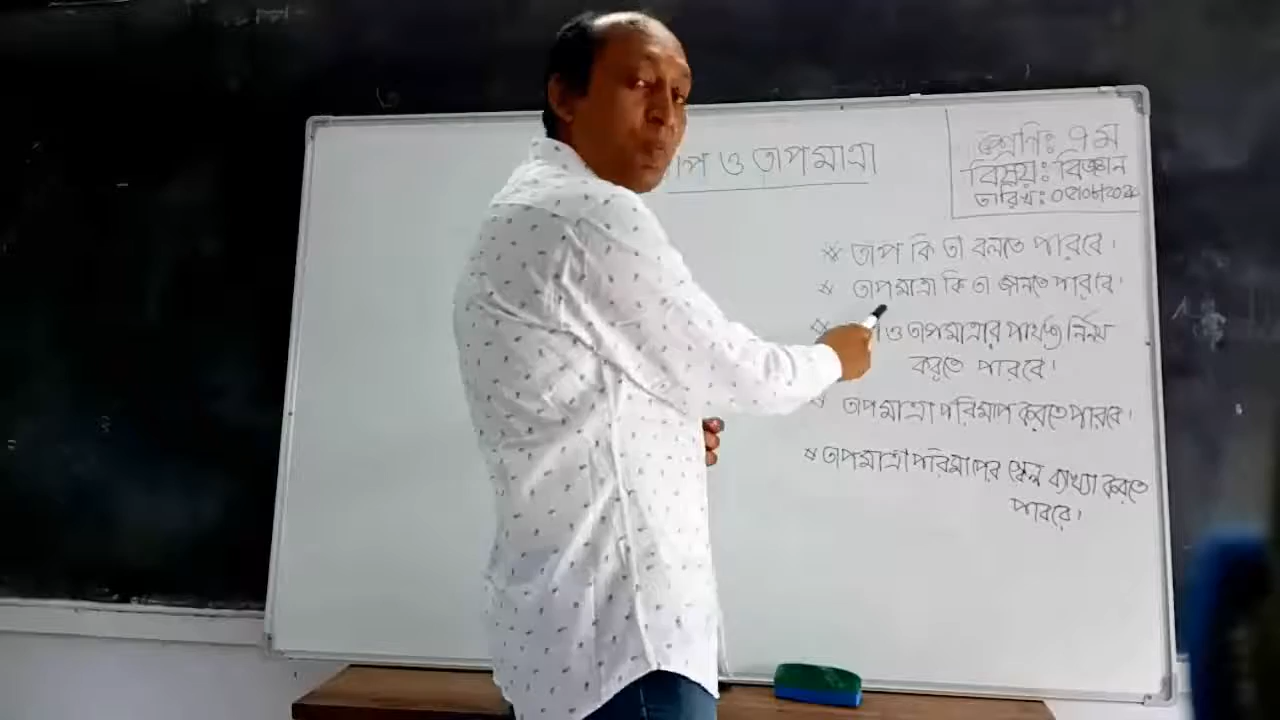 তাপ ও তাপমাত্রা
শ্রেণিঃ ৭ম
বিষয়ঃ বিজ্ঞান
তারিখঃ
* তাপ কি তা বলতে পারবে।
* তাপমাত্রা কি তা জানতে পারবে।
* ও তাপমাত্রার পার্থক্য নির্নয়
করতে পারবে।
* তাপমাত্রা পরিমাপ করতে পারবে।
* তাপমাত্রা পরিমাপের স্কেল ব্যাখ্যা করতে
পারবে।